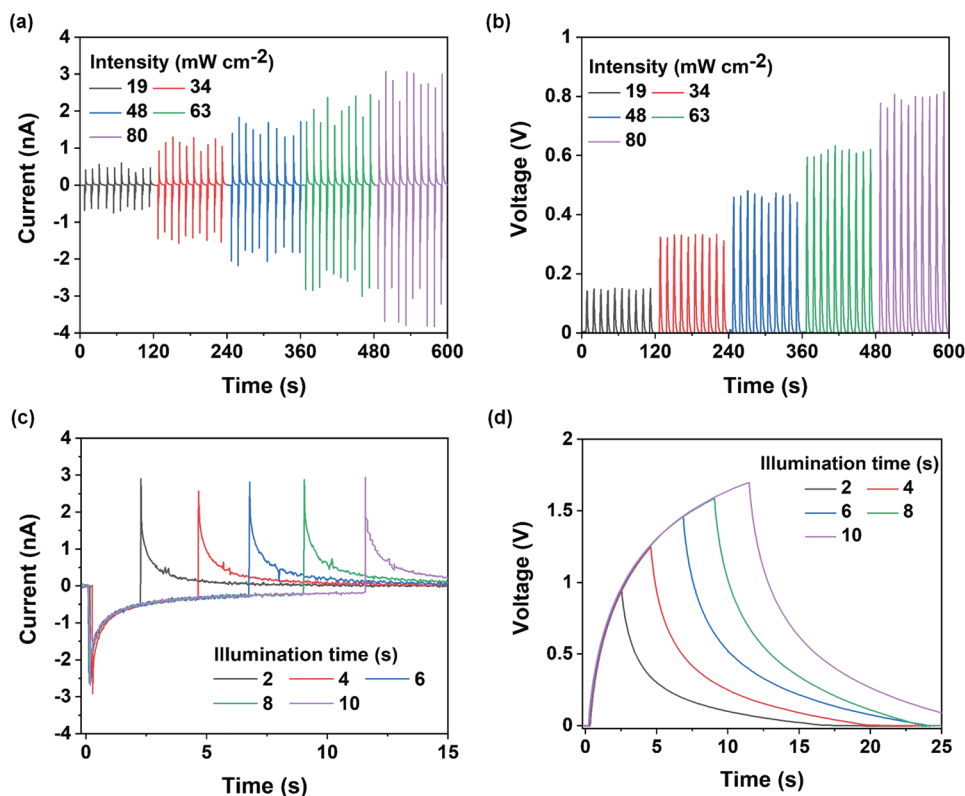 (a)
Intensity (mW cm-2)
19 34
48 63
80
Current (nA)
4
3
2
1
0
-1
-2
-3
-4
0 120 240 360 480 600
Time (s)
(b)
Intensity (mW cm-2)
19 34
48 63
80
Voltage (V)
1
0.8
0.6
0.4
0.2
0
0 120 240 360 480 600
Time (s)
(c)
Current (nA)
4
3
2
1
0
-1
-2
-3
-4
Illumination time (s)
2 4 6
8 10
0 5 10 15
Time (s)
(d)
Illumination time (s)
2 4
6 8
10
Voltage (V)
2
1.5
1
0.5
0
0 5 10 15 20 25
Time (s)